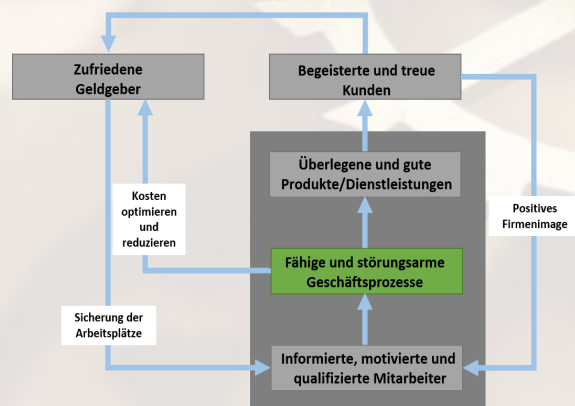 Zufriedene
Geldgeber
Begeisterte und treue
Kunden
Überlegene und gute
Produkte/Dienstleistungen
Kosten
optimieren
und
reduzieren
Positives
Firmenimage
Fähige und störungsarme
Geschäftsprozesse
Sicherung der
Arbeitsplätze
Informierte, motivierte und
qualifizierte Mitarbeiter